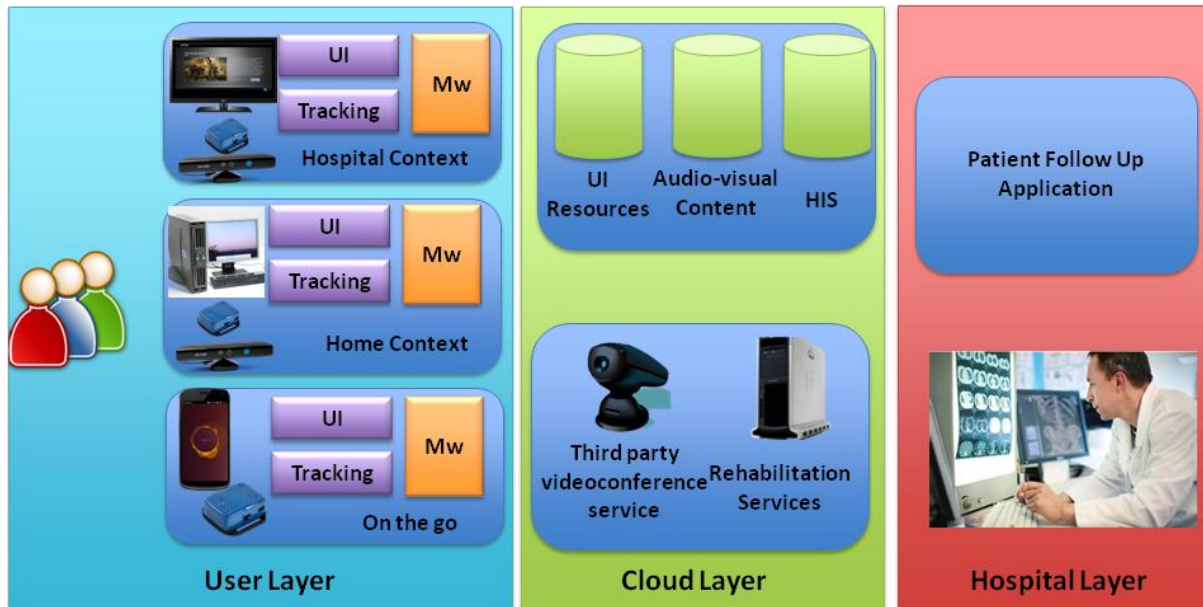 UI
Tracking
Mw
Hospital Context
UI
Tracking
Mw
Home Context
UI
Tracking
Mw
On the go
User Layer
UI
Resources
Audio-visual
Content
HIS
Third party
videoconference
service
Rehabilitation
Services
Cloud Layer
Patient Follow Up
Application
Hospital Layer